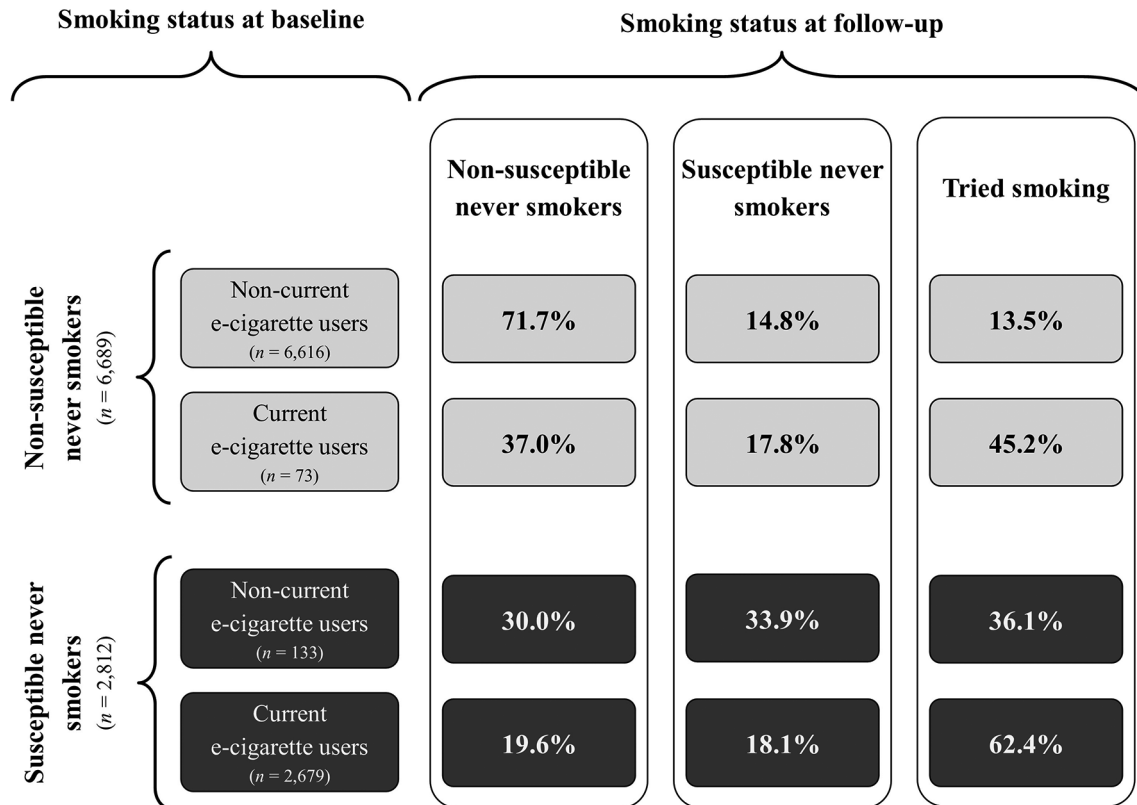 Smoking status at baseline
Smoking status at follow-up
Non-susceptible
never smokers
Susceptible never
smokers
Tried smoking
Non-susceptible
never smokers
(n = 6,689)
Non-current
e-cigarette users
(n = 6,616)
71.7%
14.8%
13.5%
Current
e-cigarette users
(n = 73)
37.0%
17.8%
45.2%
Susceptible never
smokers
(n = 2,812)
Non-current
e-cigarette users
(n = 133)
30.0%
33.9%
36.1%
Current
e-cigarette users
(n = 2,679)
19.6%
18.1%
62.4%